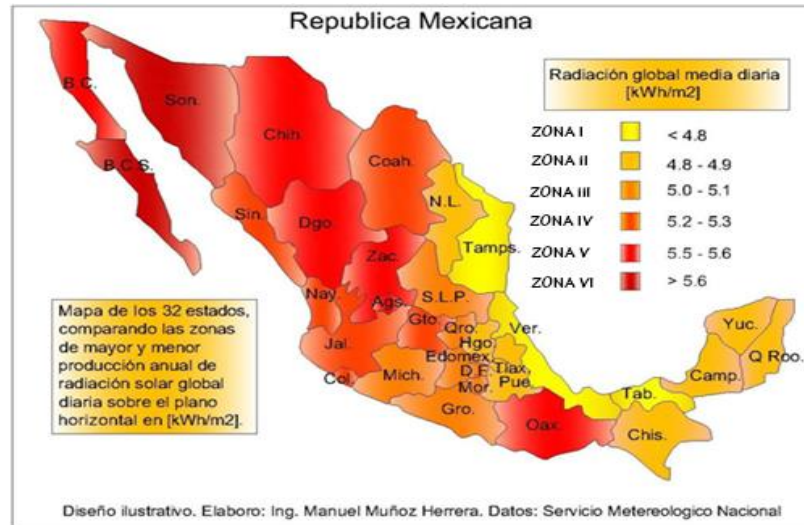 Republica Mexicana
Radiación global media diaria
[kWh/m2]
ZONA I < 4.8
ZONA II 4.8 - 4.9
ZONA III 5.0 - 5.1
ZONA IV 5.2 - 5.3
ZONA V 5.5 - 5.6
ZONA VI > 5.6
B.C.
Son.
B.C.S.
Chih.
Coah.
Sin.
Dgo.
N.L.
Tamps.
Zac.
Nay.
Ags.
S.L.P.
Jal.
Gto.
Qro.
Hgo.
Ver.
Edomex.
D.F.
Tlax.
Col.
Mich.
Mor.
Pue.
Gro.
Oax.
Tab.
Chis.
Camp.
Yuc.
Q Roo.
Mapa de los 32 estados,
comparando las zonas
de mayor y menor
producción anual de
radiación solar global
diaria sobre el plano
horizontal en [kWh/m2].
Diseño ilustrativo. Elaboro: Ing. Manuel Muñoz Herrera. Datos: Servicio Metereologico Nacional